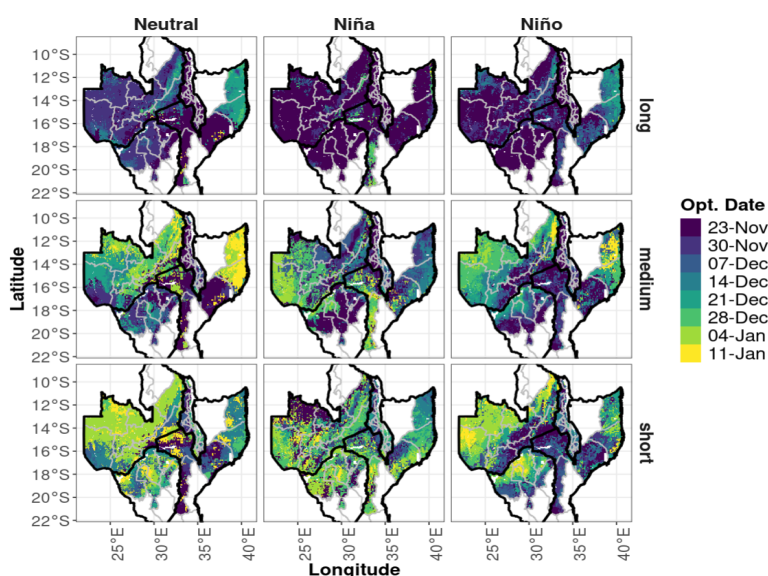 Neutral Niña Niño
10°S
12°S
14°S
16°S
18°S
20°S
22°S
long
10°S
12°S
14°S
16°S
18°S
20°S
22°S
medium
10°S
12°S
14°S
16°S
18°S
20°S
22°S
short
Latitude
25°E 30°E 35°E 40°E 25°E 30°E 35°E 40°E 25°E 30°E 35°E 40°E
Longitude
Opt. Date
23-Nov
30-Nov
07-Dec
14-Dec
21-Dec
28-Dec
04-Jan
11-Jan